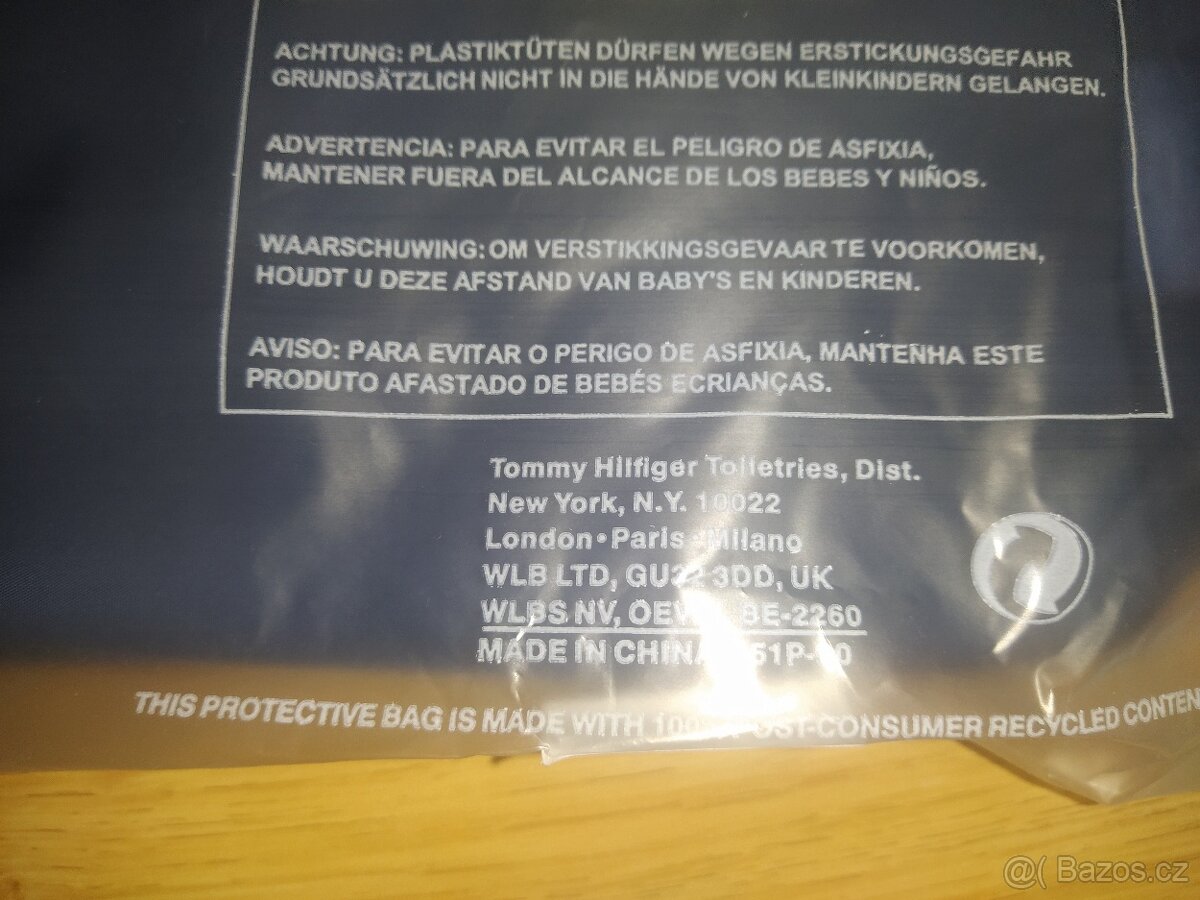 ACHTUNG: PLASTIKTÜTEN DÜRFEN WEGEN ERSTICKUNGSGEFAHR
GRUNDSÄTZLICH NICHT IN DIE HÄNDE VON KLEINKINDERN GELANGEN.
ADVERTENCIA: PARA EVITAR EL PELIGRO DE ASFIXIA,
MANTENER FUERA DEL ALCANCE DE LOS BEBES Y NIÑOS.
WAARSCHUWING: OM VERSTIKKINGSGEVAAR TE VOORKOMEN,
HOUDT U DEZE AFSTAND VAN BABY'S EN KINDEREN.
AVISO: PARA EVITAR O PERIGO DE ASFIXIA, MANTENHA ESTE
PRODUTO AFASTADO DE BEBÉS ECRIANÇAS.
Tommy Hilfiger Toiletries, Dist.
New York, N.Y. 10022
London • Paris Milano
WLB LTD, 3DD, UK
WLBS NV, BE-2260
MADE IN CHINA
THIS PROTECTIVE BAG IS MADE WITH POST-CONSUMER RECYCLED
@( Bazos.cz